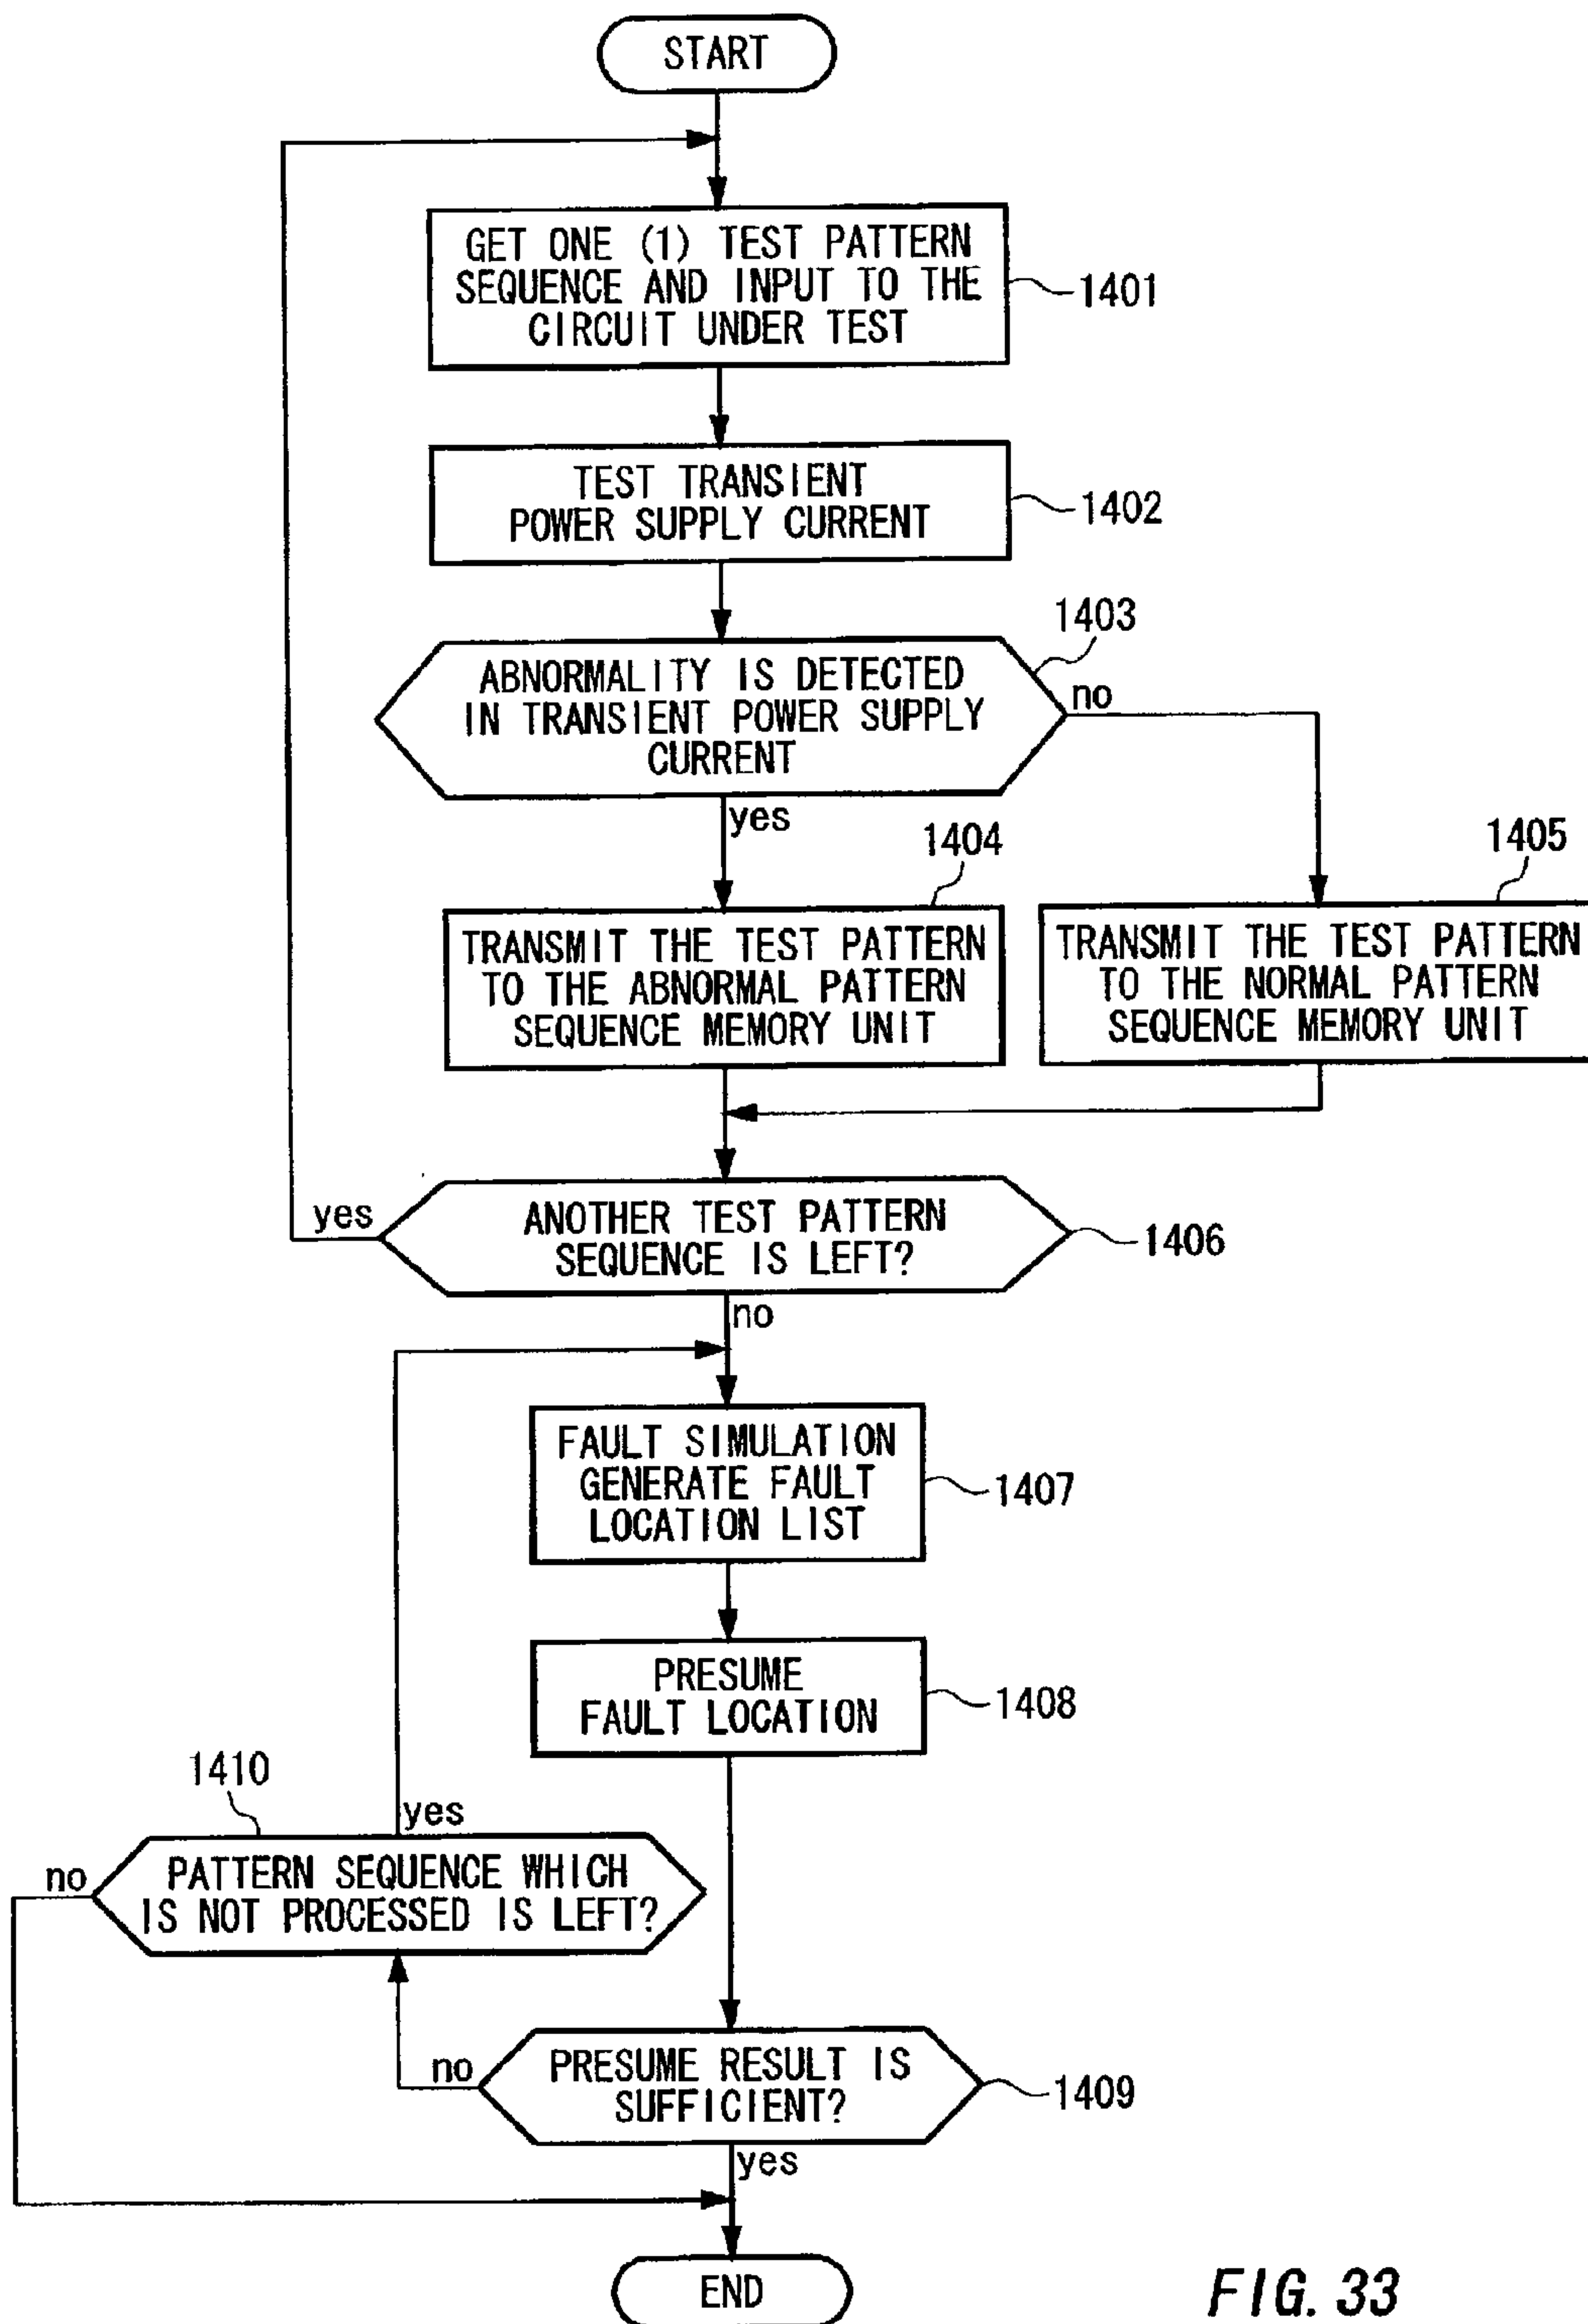 START
GET ONE (1) TEST PATTERN
SEQUENCE AND INPUT TO THE
CIRCUIT UNDER TEST
1401
TEST TRANSIENT
POWER SUPPLY CURRENT
1402
1403
ABNORMALITY IS DETECTED
IN TRANSIENT POWER SUPPLY
CURRENT
no
yes
1404
1405
TRANSMIT THE TEST PATTERN
TO THE ABNORMAL PATTERN
SEQUENCE MEMORY UNIT
TRANSMIT THE TEST PATTERN
TO THE NORMAL PATTERN
SEQUENCE MEMORY UNIT
yes
ANOTHER TEST PATTERN
SEQUENCE IS LEFT?
1406
no
FAULT SIMULATION
GENERATE FAULT
LOCATION LIST
1407
PRESUME
FAULT LOCATION
1408
1410
yes
no
PATTERN SEQUENCE WHICH
IS NOT PROCESSED IS LEFT?
no
PRESUME RESULT IS
SUFFICIENT?
1409
yes
END
FIG. 33